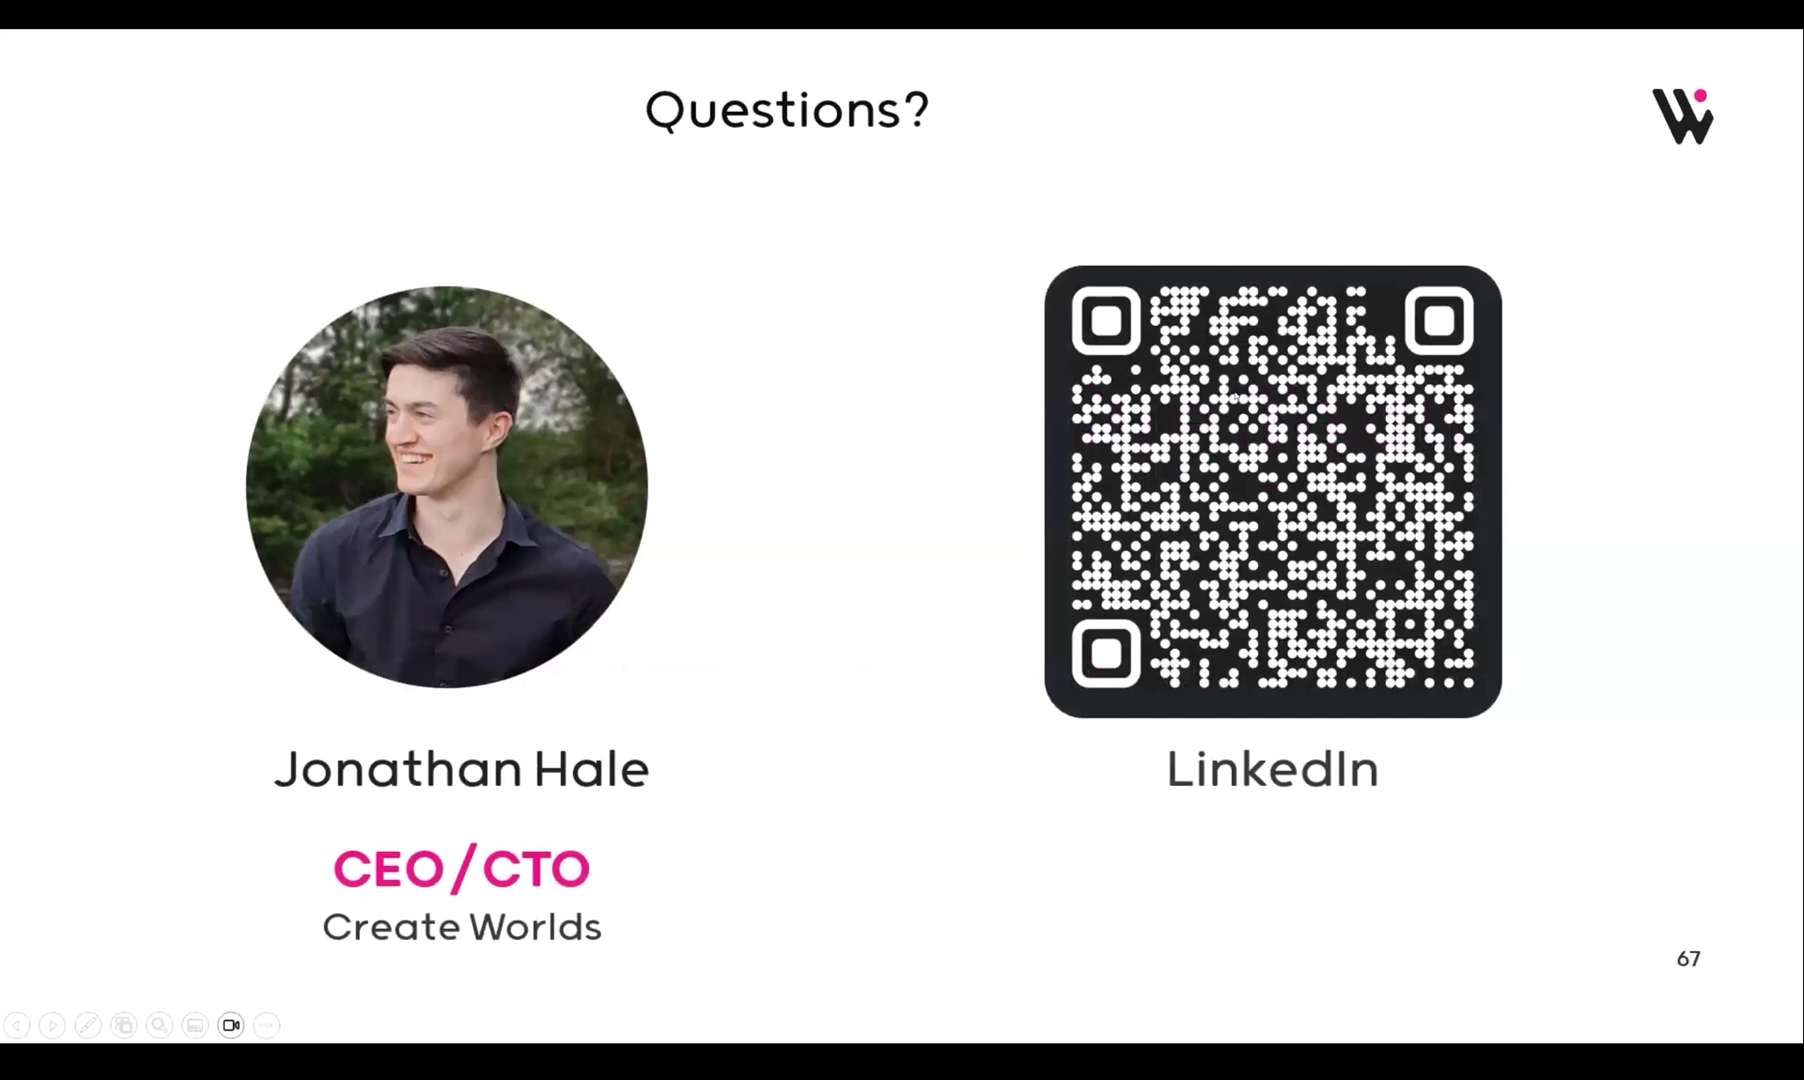 Questions?
Jonathan Hale
LinkedIn
CEO/CTO
Create Worlds
67